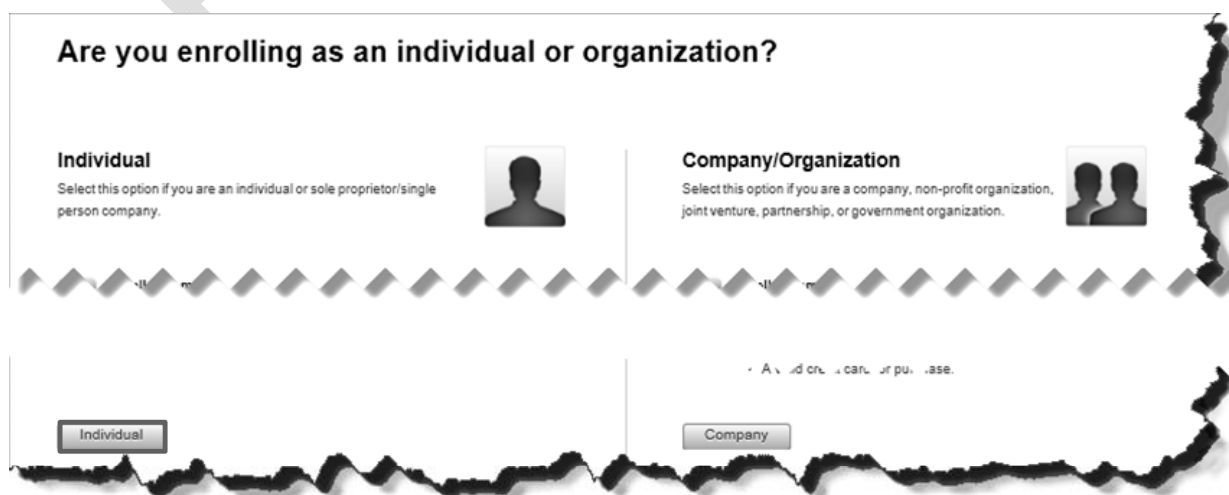 Are you enrolling as an individual or organization?
Individual
Select this option if you are an individual or sole proprietor/single
person company.
Company/Organization
Select this option if you are a company, non-profit organization,
joint venture, partnership, or government organization.
A
Individual
Company